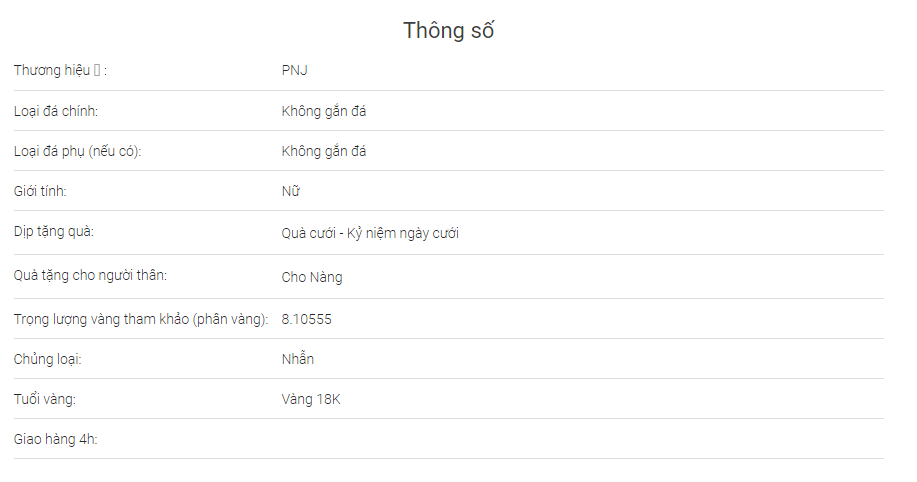 Thông số
Thương hiệu ▯ : PNJ
Loại đá chính: Không gắn đá
Loại đá phụ (nếu có): Không gắn đá
Giới tính: Nữ
Dịp tặng quà: Quà cưới - Kỷ niệm ngày cưới
Quà tặng cho người thân: Cho Nàng
Trọng lượng vàng tham khảo (phân vàng): 8.10555
Chủng loại: Nhẫn
Tuổi vàng: Vàng 18K
Giao hàng 4h: